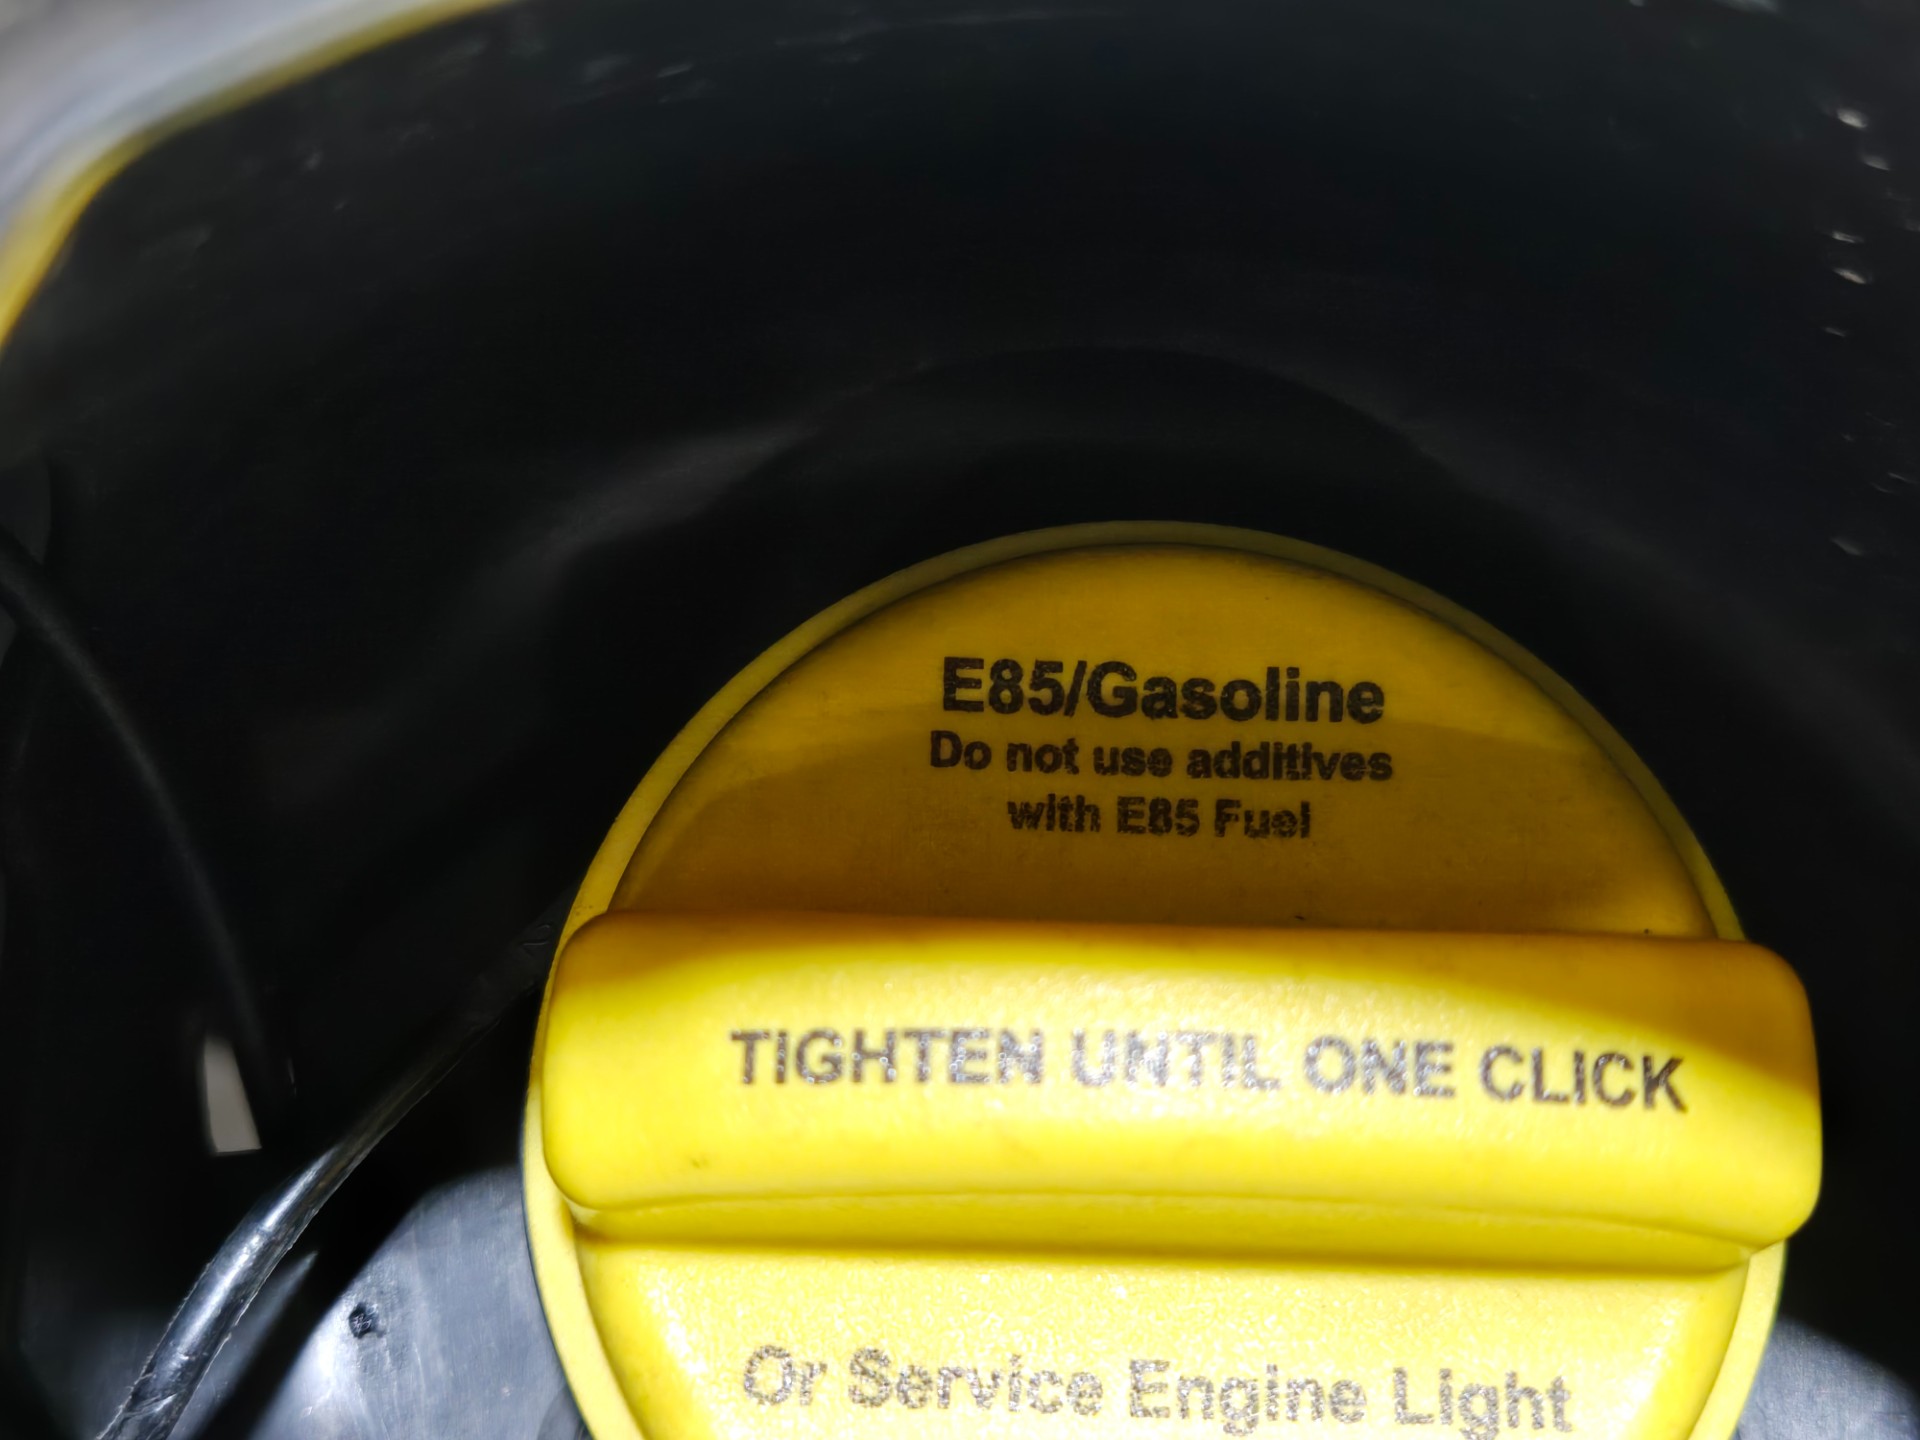 E85/Gasoline
Do not use additives
with E85 Fuel
TIGHTEN UNTIL ONE CLICK
Or Service Engine Light